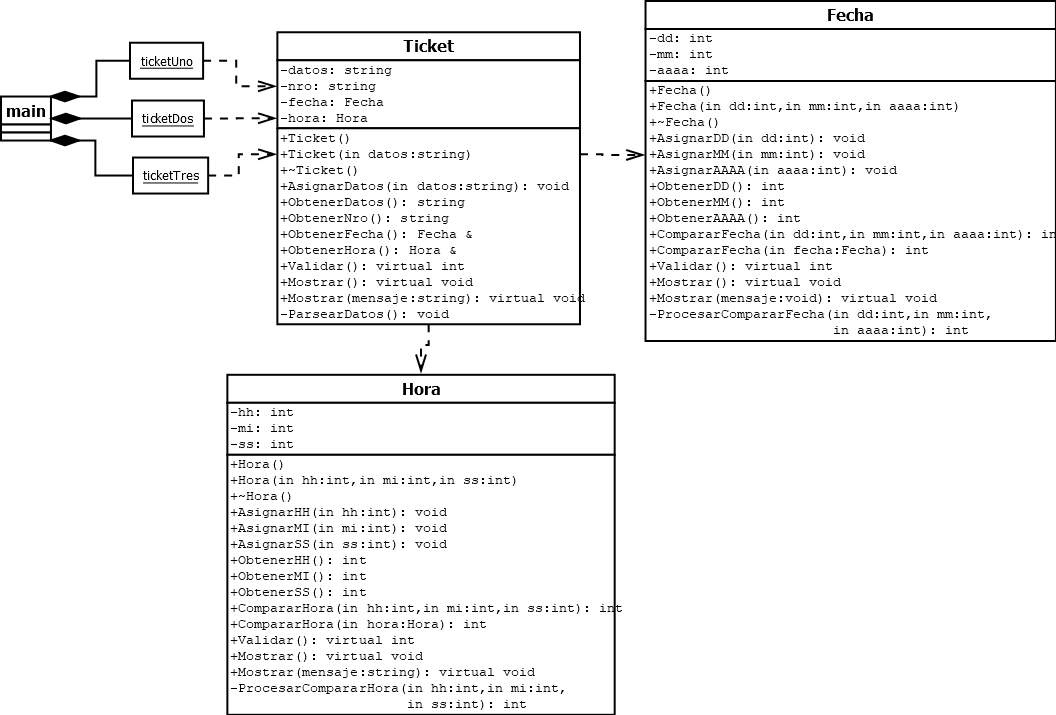 main
ticketUno
ticketDos
ticketTres
Ticket
-datos: string
-nro: string
-fecha: Fecha
-hora: Hora
+Ticket()
+Ticket(in datos:string)
+~Ticket()
+AsignarDatos(in datos:string): void
+ObtenerDatos(): string
+ObtenerNro(): string
+ObtenerFecha(): Fecha &
+ObtenerHora(): Hora &
+Validar(): virtual int
+Mostrar(): virtual void
+Mostrar(mensaje:string): virtual void
-ParsearDatos(): void
Fecha
-dd: int
-mm: int
-aaaa: int
+Fecha()
+Fecha(in dd:int,in mm:int,in aaaa:int)
+~Fecha()
+AsignarDD(in dd:int): void
+AsignarMM(in mm:int): void
+AsignarAAAA(in aaaa:int): void
+ObtenerDD(): int
+ObtenerMM(): int
+ObtenerAAAA(): int
+CompararFecha(in dd:int,in mm:int,in aaaa:int): in
+CompararFecha(in fecha:Fecha): int
+Validar(): virtual int
+Mostrar(): virtual void
+Mostrar(mensaje:void): virtual void
-ProcesarCompararFecha(in dd:int,in mm:int,
in aaaa:int): int
Hora
-hh: int
-mi: int
-ss: int
+Hora()
+Hora(in hh:int,in mi:int,in ss:int)
+~Hora()
+AsignarHH(in hh:int): void
+AsignarMI(in mi:int): void
+AsignarSS(in ss:int): void
+ObtenerHH(): int
+ObtenerMI(): int
+ObtenerSS(): int
+CompararHora(in hh:int,in mi:int,in ss:int): int
+CompararHora(in hora:Hora): int
+Validar(): virtual int
+Mostrar(): virtual void
+Mostrar(mensaje:string): virtual void
-ProcesarCompararHora(in hh:int,in mi:int,
in ss:int): int